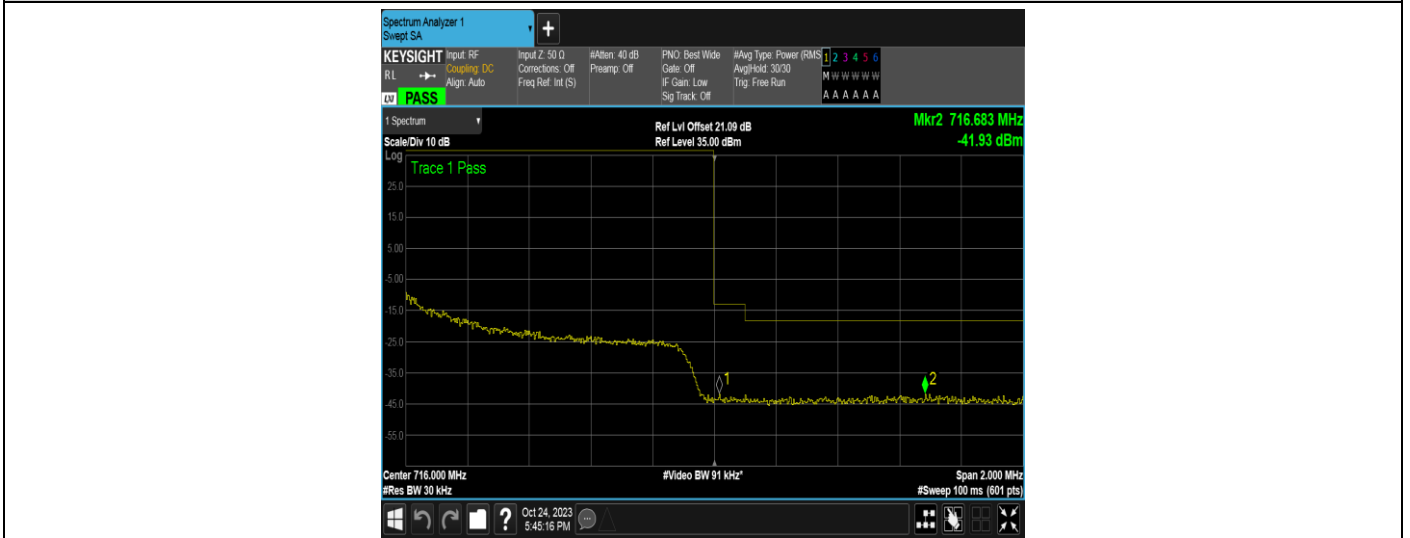 Spectrum Analyzer 1
Swept SA
+
KEYSIGHT
RL
LXI PASS
Input: RF
Coupling: DC
Align: Auto
Input Z: 50 Ω
Corrections: Off
Freq Ref: Int (S)
#Atten: 40 dB
Preamp: Off
PNO: Best Wide
Gate: Off
IF Gain: Low
Sig Track: Off
#Avg Type: Power (RMS
Avg|Hold: 30/30
Trig: Free Run
1 2 3 4 5 6
M W W W W W
A A A A A A
1 Spectrum
Scale/Div 10 dB
Ref Lvl Offset 21.09 dB
Ref Level 35.00 dBm
Mkr2 716.683 MHz
-41.93 dBm
Log
Trace 1 Pass
25.0
15.0
5.00
-5.00
-15.0
-25.0
-35.0
-45.0
-55.0
1
2
Center 716.000 MHz
#Res BW 30 kHz
#Video BW 91 kHz*
Span 2.000 MHz
#Sweep 100 ms (601 pts)
?
Oct 24, 2023
5:45:16 PM